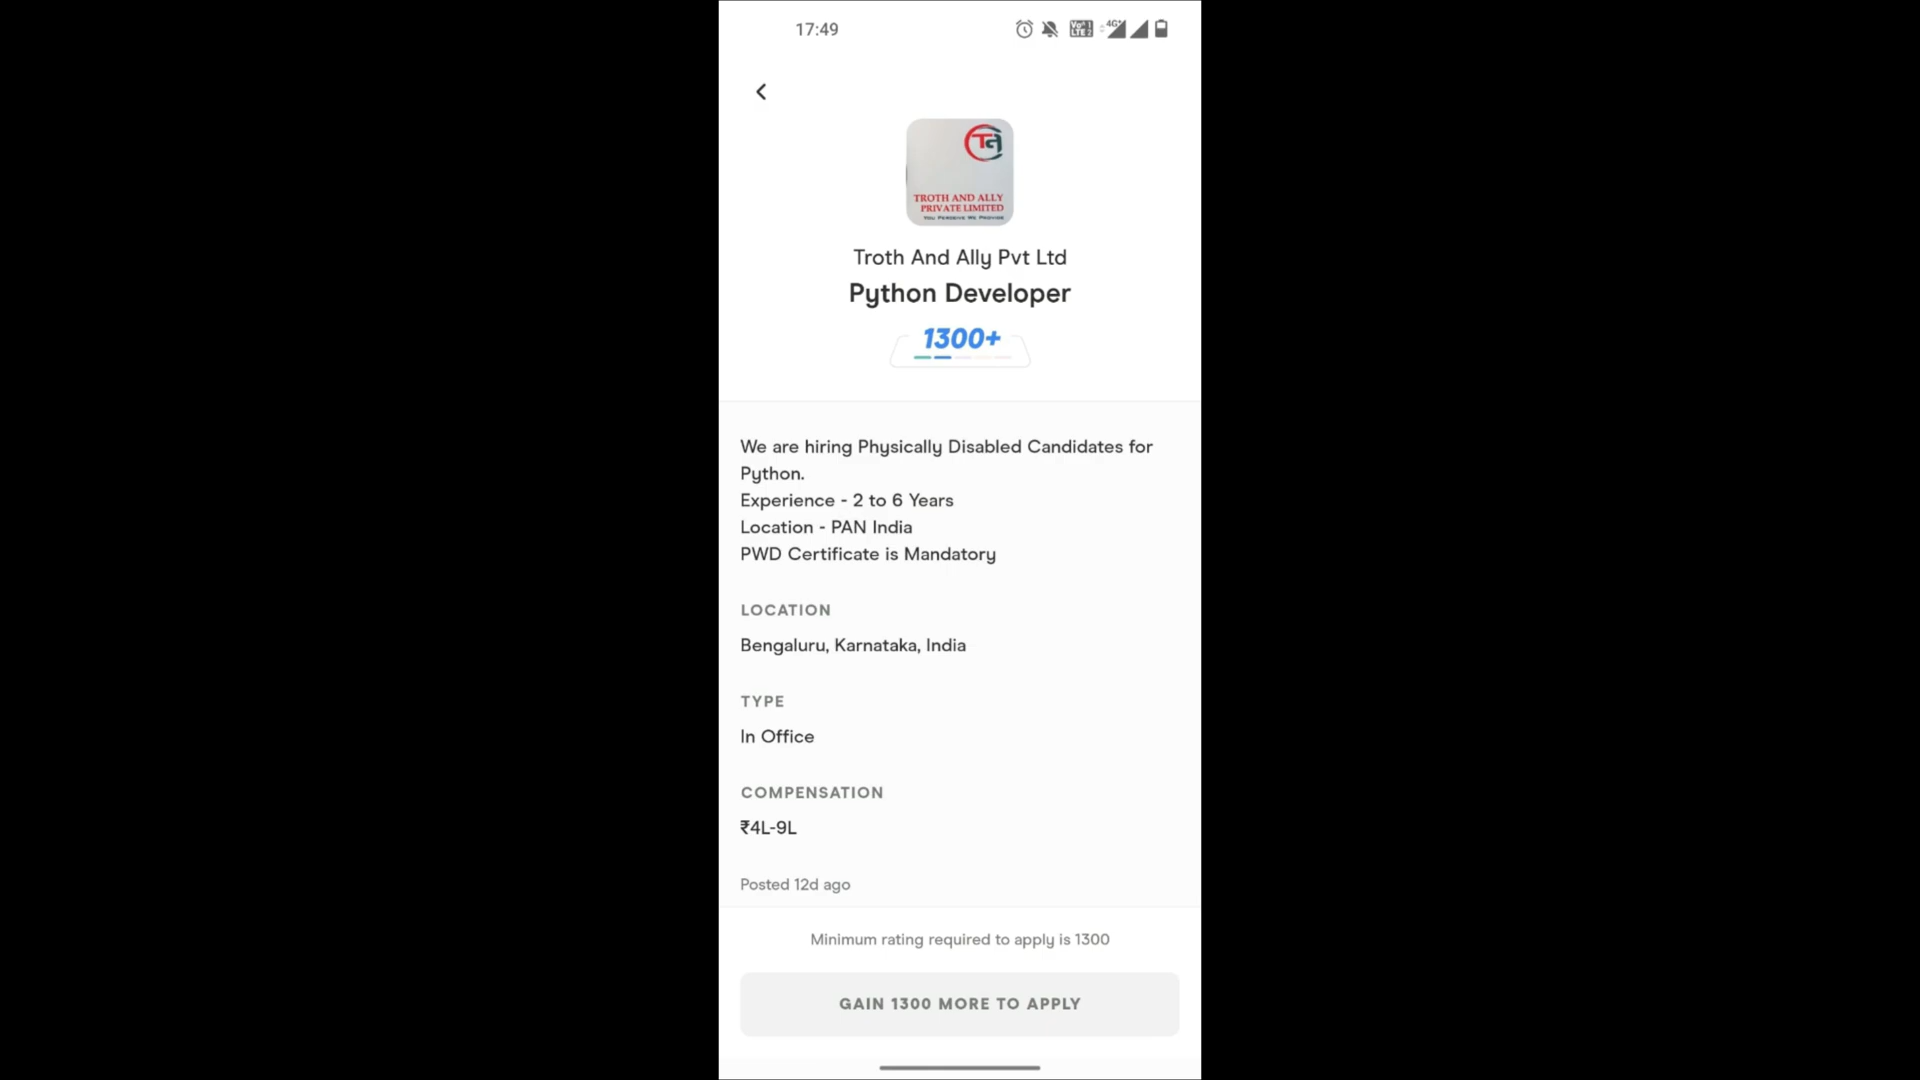 17:49
4G+
TROTH AND ALLY
PRIVATE LIMITED
Troth And Ally Pvt Ltd
Python Developer
1300+
We are hiring Physically Disabled Candidates for
Python.
Experience - 2 to 6 Years
Location - PAN India
PWD Certificate is Mandatory
LOCATION
Bengaluru, Karnataka, India
TYPE
In Office
COMPENSATION
₹4L-9L
Posted 12d ago
Minimum rating required to apply is 1300
GAIN 1300 MORE TO APPLY